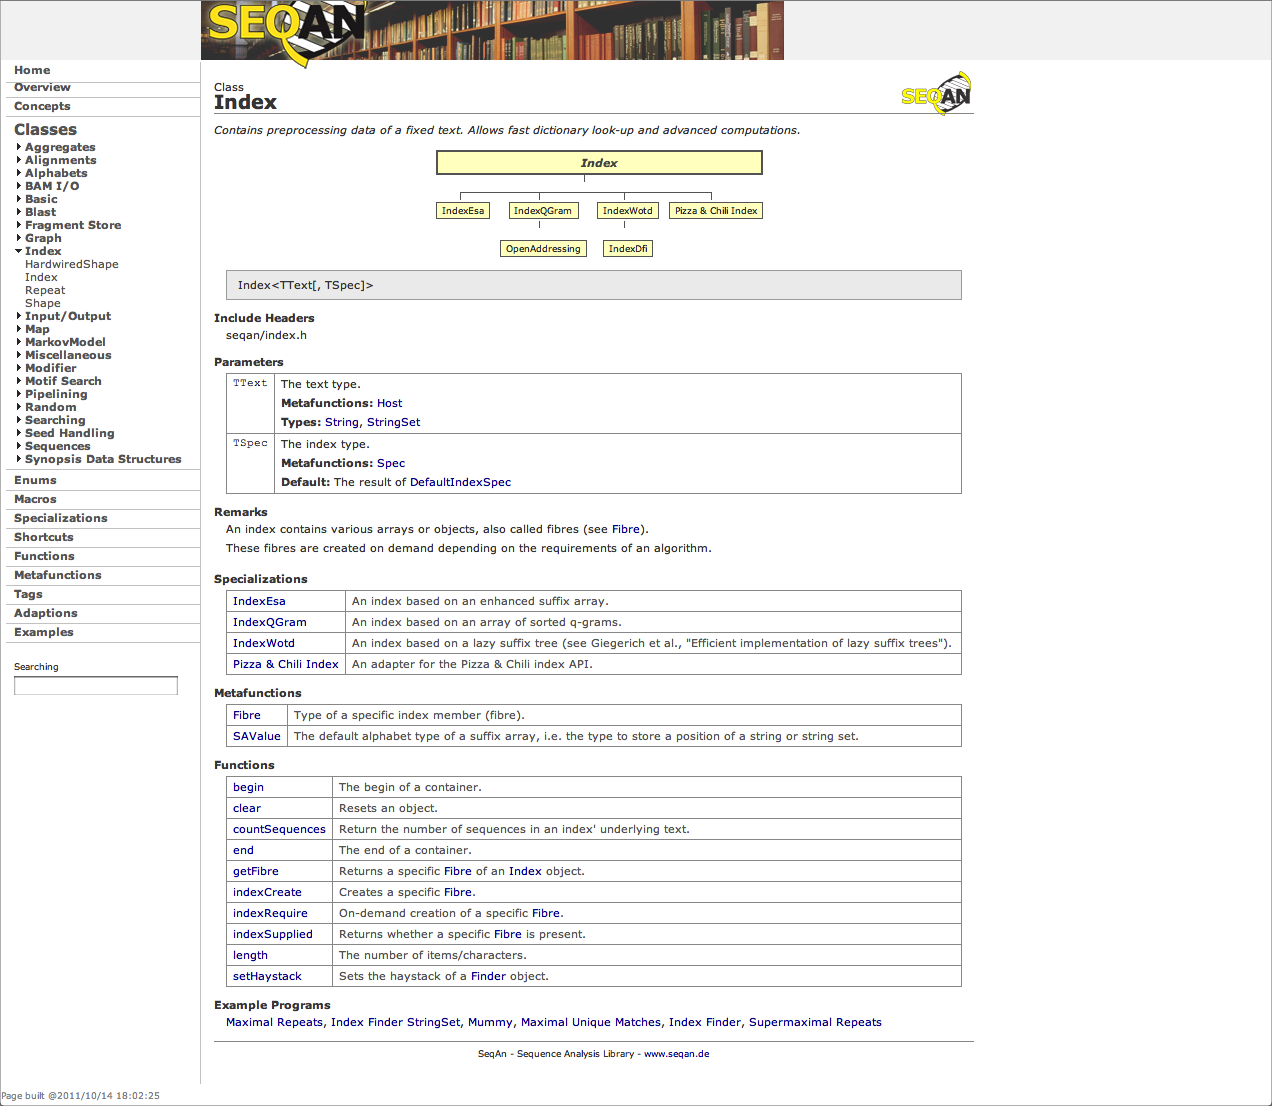 SEQAN
Home
Overview
Concepts
Classes
Aggregates
Alignments
Alphabets
BAM I/O
Basic
Blast
Fragment Store
Graph
Index
HardwiredShape
Index
Repeat
Shape
Input/Output
Map
MarkovModel
Miscellaneous
Modifier
Motif Search
Pipelining
Random
Searching
Seed Handling
Sequences
Synopsis Data Structures
Enums
Macros
Specializations
Shortcuts
Functions
Metafunctions
Tags
Adaptions
Examples
Searching
Class
Index
SEQAN
Contains preprocessing data of a fixed text. Allows fast dictionary look-up and advanced computations.
Index
IndexEsa IndexQGram IndexWotd Pizza & Chili Index
OpenAddressing IndexDfi
Index<TText[, TSpec]>
Include Headers
seqan/index.h
Parameters
TText The text type.
Metafunctions: Host
Types: String, StringSet
TSpec The index type.
Metafunctions: Spec
Default: The result of DefaultIndexSpec
Remarks
An index contains various arrays or objects, also called fibres (see Fibre).
These fibres are created on demand depending on the requirements of an algorithm.
Specializations
IndexEsa An index based on an enhanced suffix array.
IndexQGram An index based on an array of sorted q-grams.
IndexWotd An index based on a lazy suffix tree (see Giegerich et al., "Efficient implementation of lazy suffix trees").
Pizza & Chili Index An adapter for the Pizza & Chili index API.
Metafunctions
Fibre Type of a specific index member (fibre).
SAValue The default alphabet type of a suffix array, i.e. the type to store a position of a string or string set.
Functions
begin The begin of a container.
clear Resets an object.
countSequences Return the number of sequences in an index' underlying text.
end The end of a container.
getFibre Returns a specific Fibre of an Index object.
indexCreate Creates a specific Fibre.
indexRequire On-demand creation of a specific Fibre.
indexSupplied Returns whether a specific Fibre is present.
length The number of items/characters.
setHaystack Sets the haystack of a Finder object.
Example Programs
Maximal Repeats, Index Finder StringSet, Mummy, Maximal Unique Matches, Index Finder, Supermaximal Repeats
SeqAn - Sequence Analysis Library - www.seqan.de
Page built @2011/10/14 18:02:25